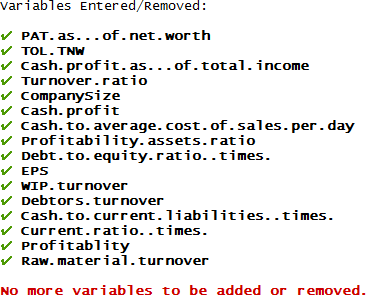 Variables Entered/Removed:
✔ PAT.as...of.net.worth
✔ TOL.TNW
✔ Cash.profit.as...of.total.income
✔ Turnover.ratio
✔ CompanySize
✔ Cash.profit
✔ Cash.to.average.cost.of.sales.per.day
✔ Profitability.assets.ratio
✔ Debt.to.equity.ratio..times.
✔ EPS
✔ WIP.turnover
✔ Debtors.turnover
✔ Cash.to.current.liabilities..times.
✔ Current.ratio..times.
✔ Profitablity
✔ Raw.material.turnover
No more variables to be added or removed.